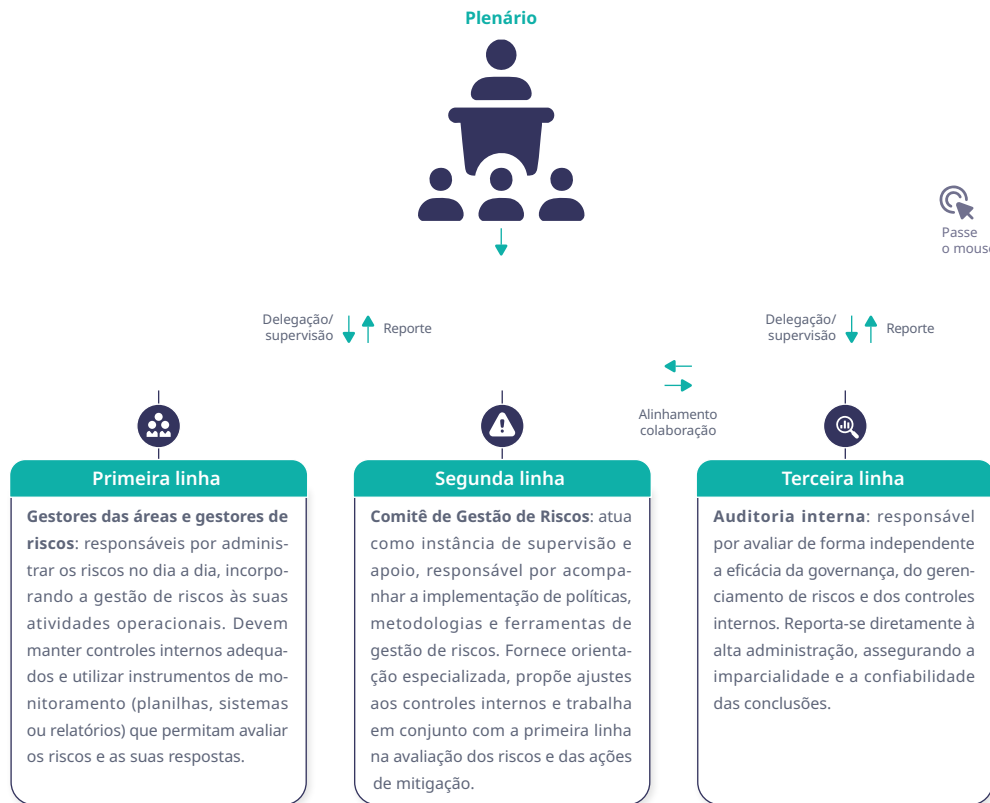 Plenário
Passe
o mouse
Delegação/
supervisão
Reporte
Delegação/
supervisão
Reporte
Alinhamento
colaboração
Primeira linha
Gestores das áreas e gestores de
riscos: responsáveis por adminis-
trar os riscos no dia a dia, incorpo-
rando a gestão de riscos às suas
atividades operacionais. Devem
manter controles internos adequa-
dos e utilizar instrumentos de mo-
nitoramento (planilhas, sistemas
ou relatórios) que permitam avaliar
os riscos e as suas respostas.
Segunda linha
Comitê de Gestão de Riscos: atua
como instância de supervisão e
apoio, responsável por acompa-
nhar a implementação de políticas,
metodologias e ferramentas de
gestão de riscos. Fornece orienta-
ção especializada, propõe ajustes
aos controles internos e trabalha
em conjunto com a primeira linha
na avaliação dos riscos e das ações
de mitigação.
Terceira linha
Auditoria interna: responsável
por avaliar de forma independente
a eficácia da governança, do geren-
ciamento de riscos e dos controles
internos. Reporta-se diretamente à
alta administração, assegurando a
imparcialidade e a confiabilidade
das conclusões.